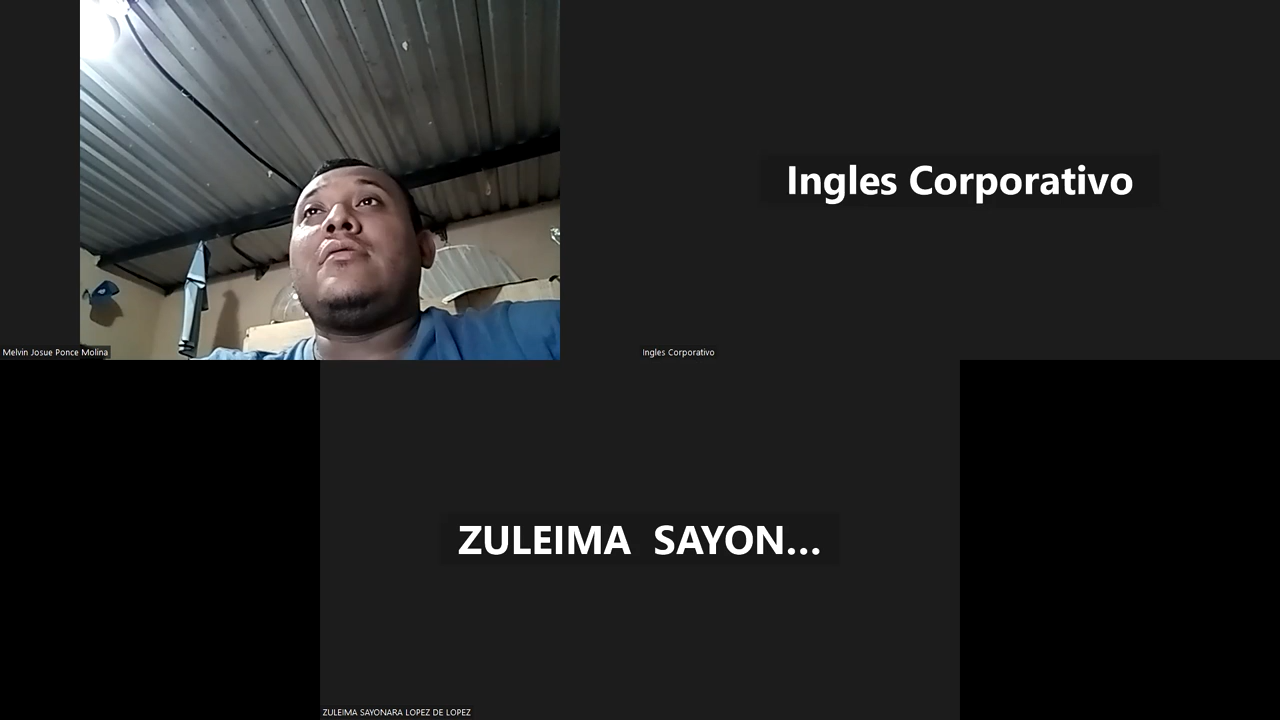 Ingles Corporativo
Melvin Josue Ponce Molina
Ingles Corporativo
ZULEIMA  SAYON...
ZULEIMA SAYONARA LOPEZ DE LOPEZ